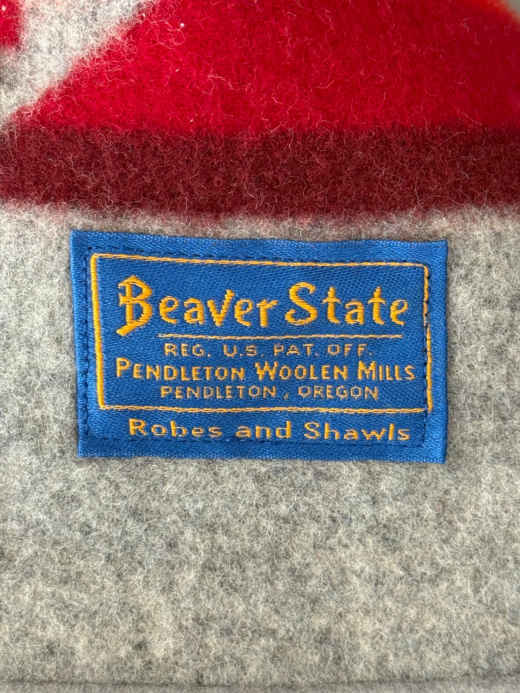 Beaver State
REG. U.S. PAT. OFF.
PENDLETON WOOLEN MILLS
PENDLETON, OREGON
Robes and Shawls